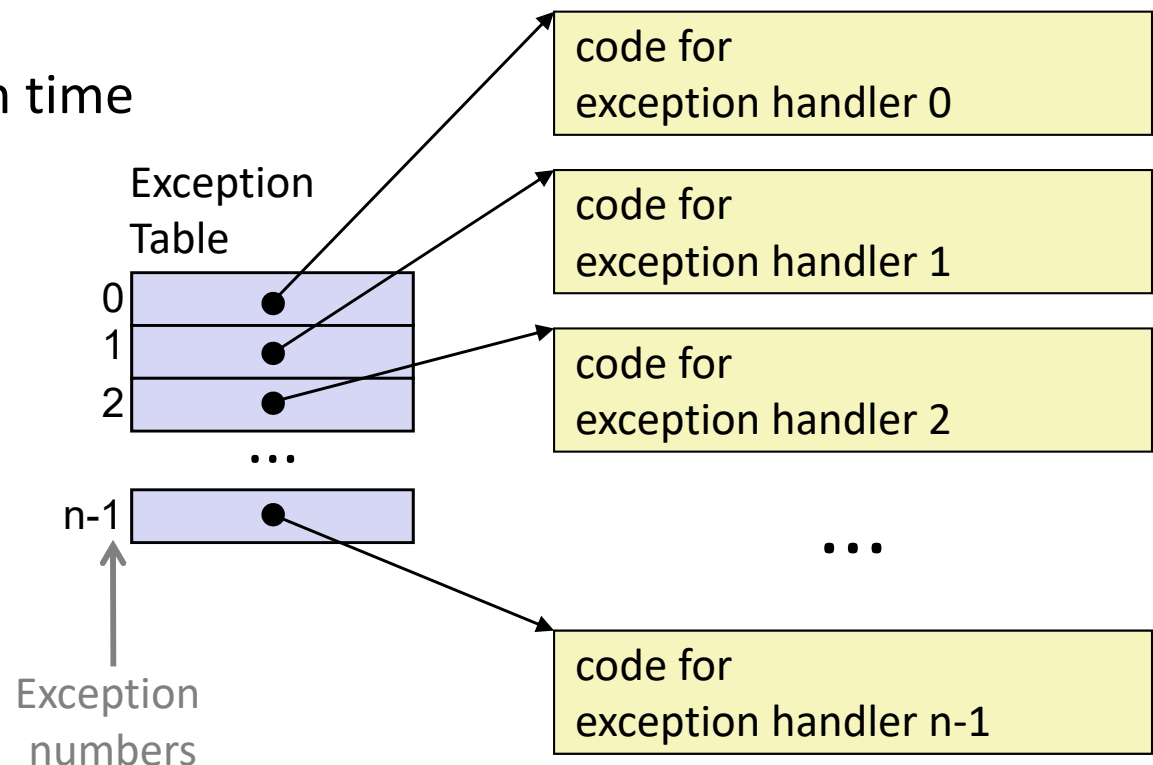 n time
code for
exception handler 0
Exception
Table
code for
exception handler 1
0
1
2
code for
exception handler 2
...
n-1
...
code for
exception handler n-1
Exception
numbers